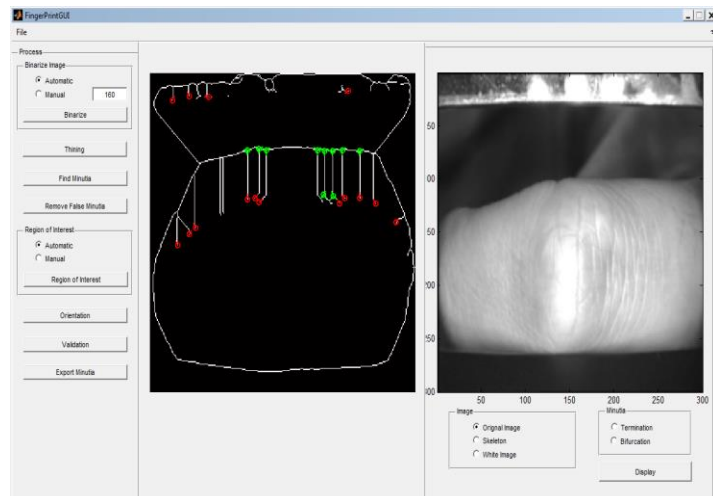 FingerPrintGUI
File
Process
Binarize Image
Automatic
Manual
160
Binarize
Thining
Find Minutia
Remove False Minutia
Region of Interest
Automatic
Manual
Region of Interest
Orientation
Validation
Export Minutia
50
100
150
200
250
300
50 100 150 200 250 300
Image
Orignal Image
Skeleton
White Image
Minutia
Termination
Bifurcation
Display